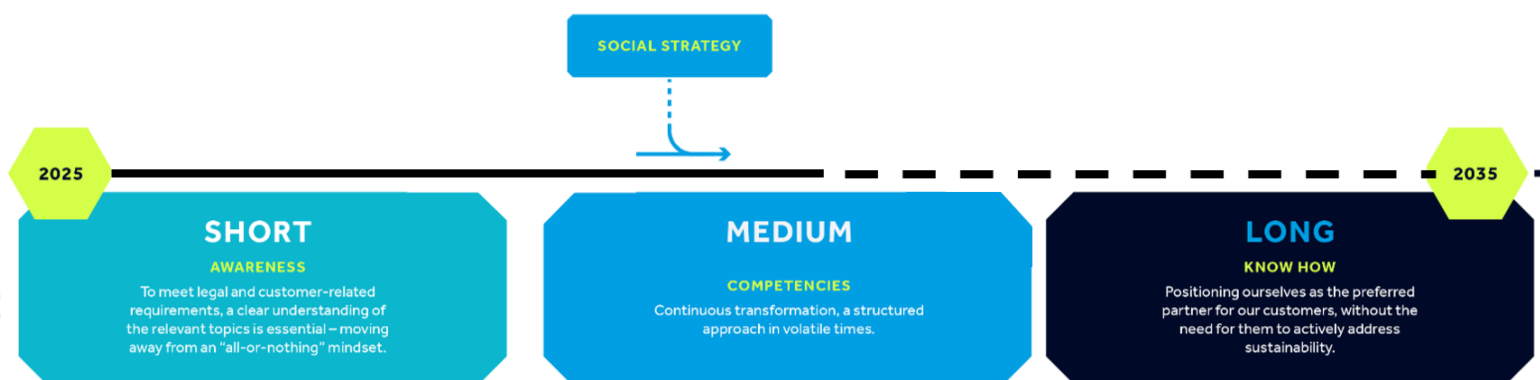 SOCIAL STRATEGY
2025
2035
SHORT
AWARENESS
To meet legal and customer-related
requirements, a clear understanding of
the relevant topics is essential – moving
away from an "all-or-nothing" mindset.
MEDIUM
COMPETENCIES
Continuous transformation, a structured
approach in volatile times.
LONG
KNOW HOW
Positioning ourselves as the preferred
partner for our customers, without the
need for them to actively address
sustainability.